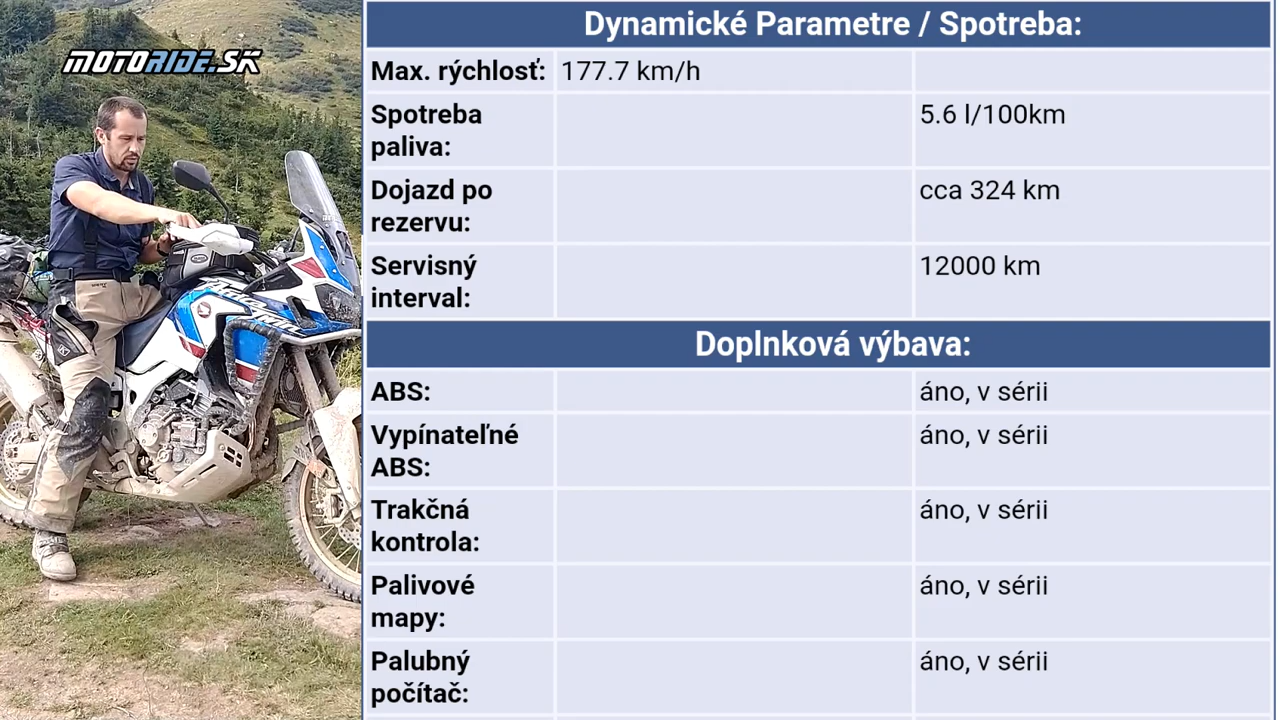 MOTORIDE.SK
Dynamické Parametre / Spotreba:
Max. rýchlosť: 177.7 km/h
Spotreba
paliva:
5.6 l/100km
Dojazd po
rezervu:
cca 324 km
Servisný
interval:
12000 km
Doplnková výbava:
ABS: áno, v sérii
Vypínateľné
ABS:
áno, v sérii
Trakčná
kontrola:
áno, v sérii
Palivové
mapy:
áno, v sérii
Palubný
počítač:
áno, v sérii